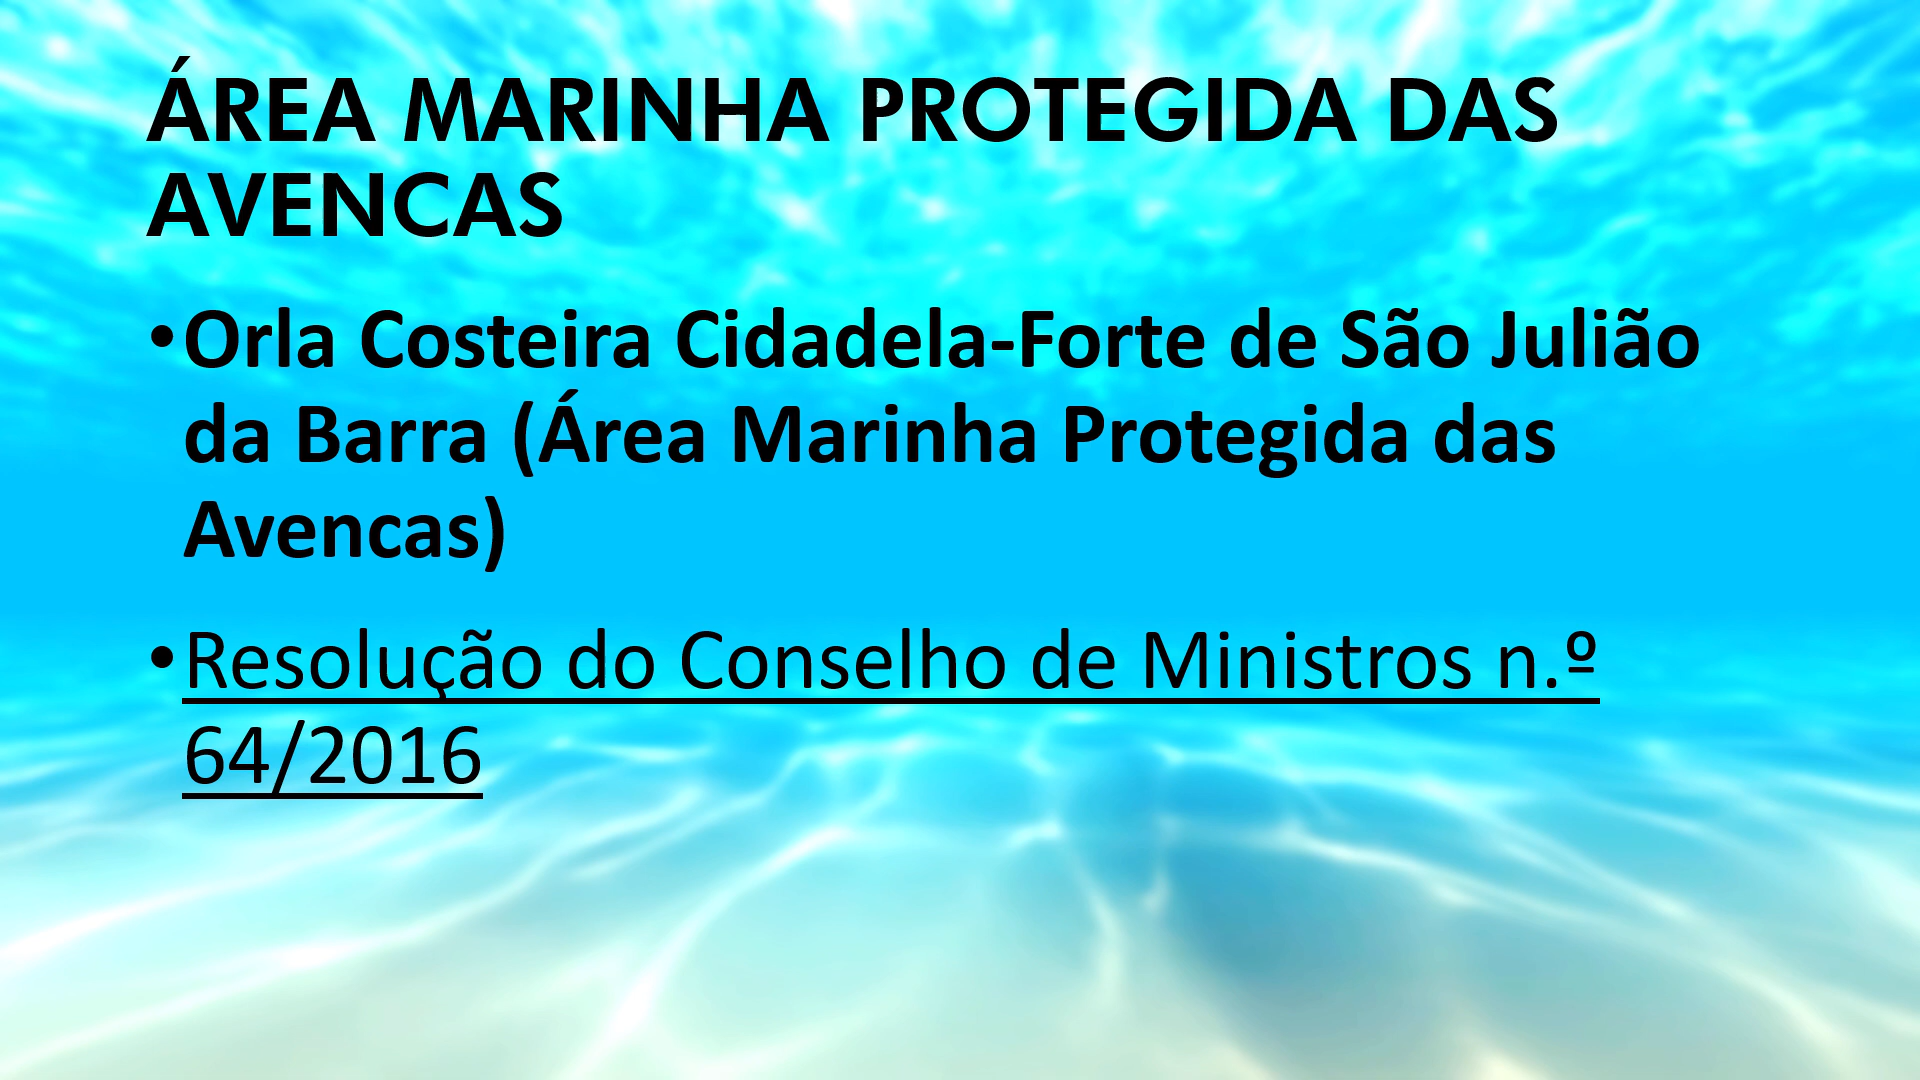 ÁREA MARINHA PROTEGIDA DAS
AVENCAS
•Orla Costeira Cidadela-Forte de São Julião
da Barra (Área Marinha Protegida das
Avencas)
•Resolução do Conselho de Ministros n.º
64/2016